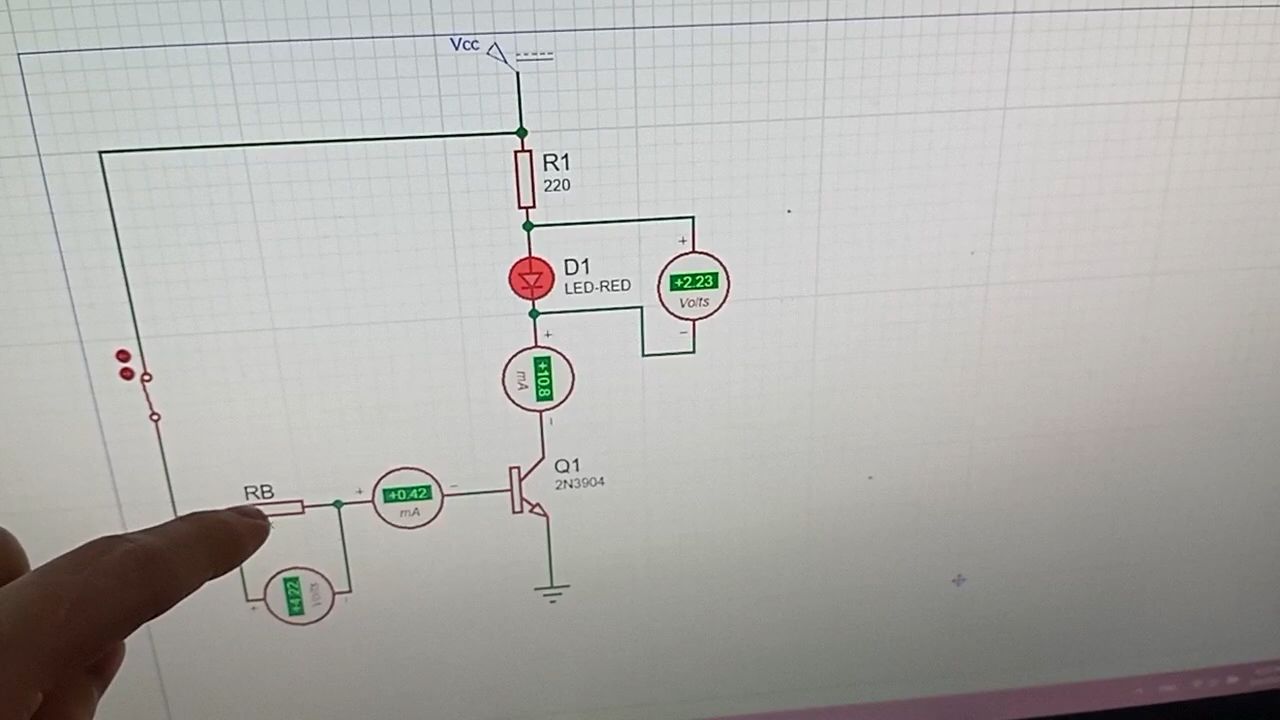 Vcc
R1
220
+
D1
LED-RED
+2.23
Volts
+
-
+10.8
mA
-
Q1
2N3904
RB
+
+0.42
mA
-
+4.22
Volts
+
-